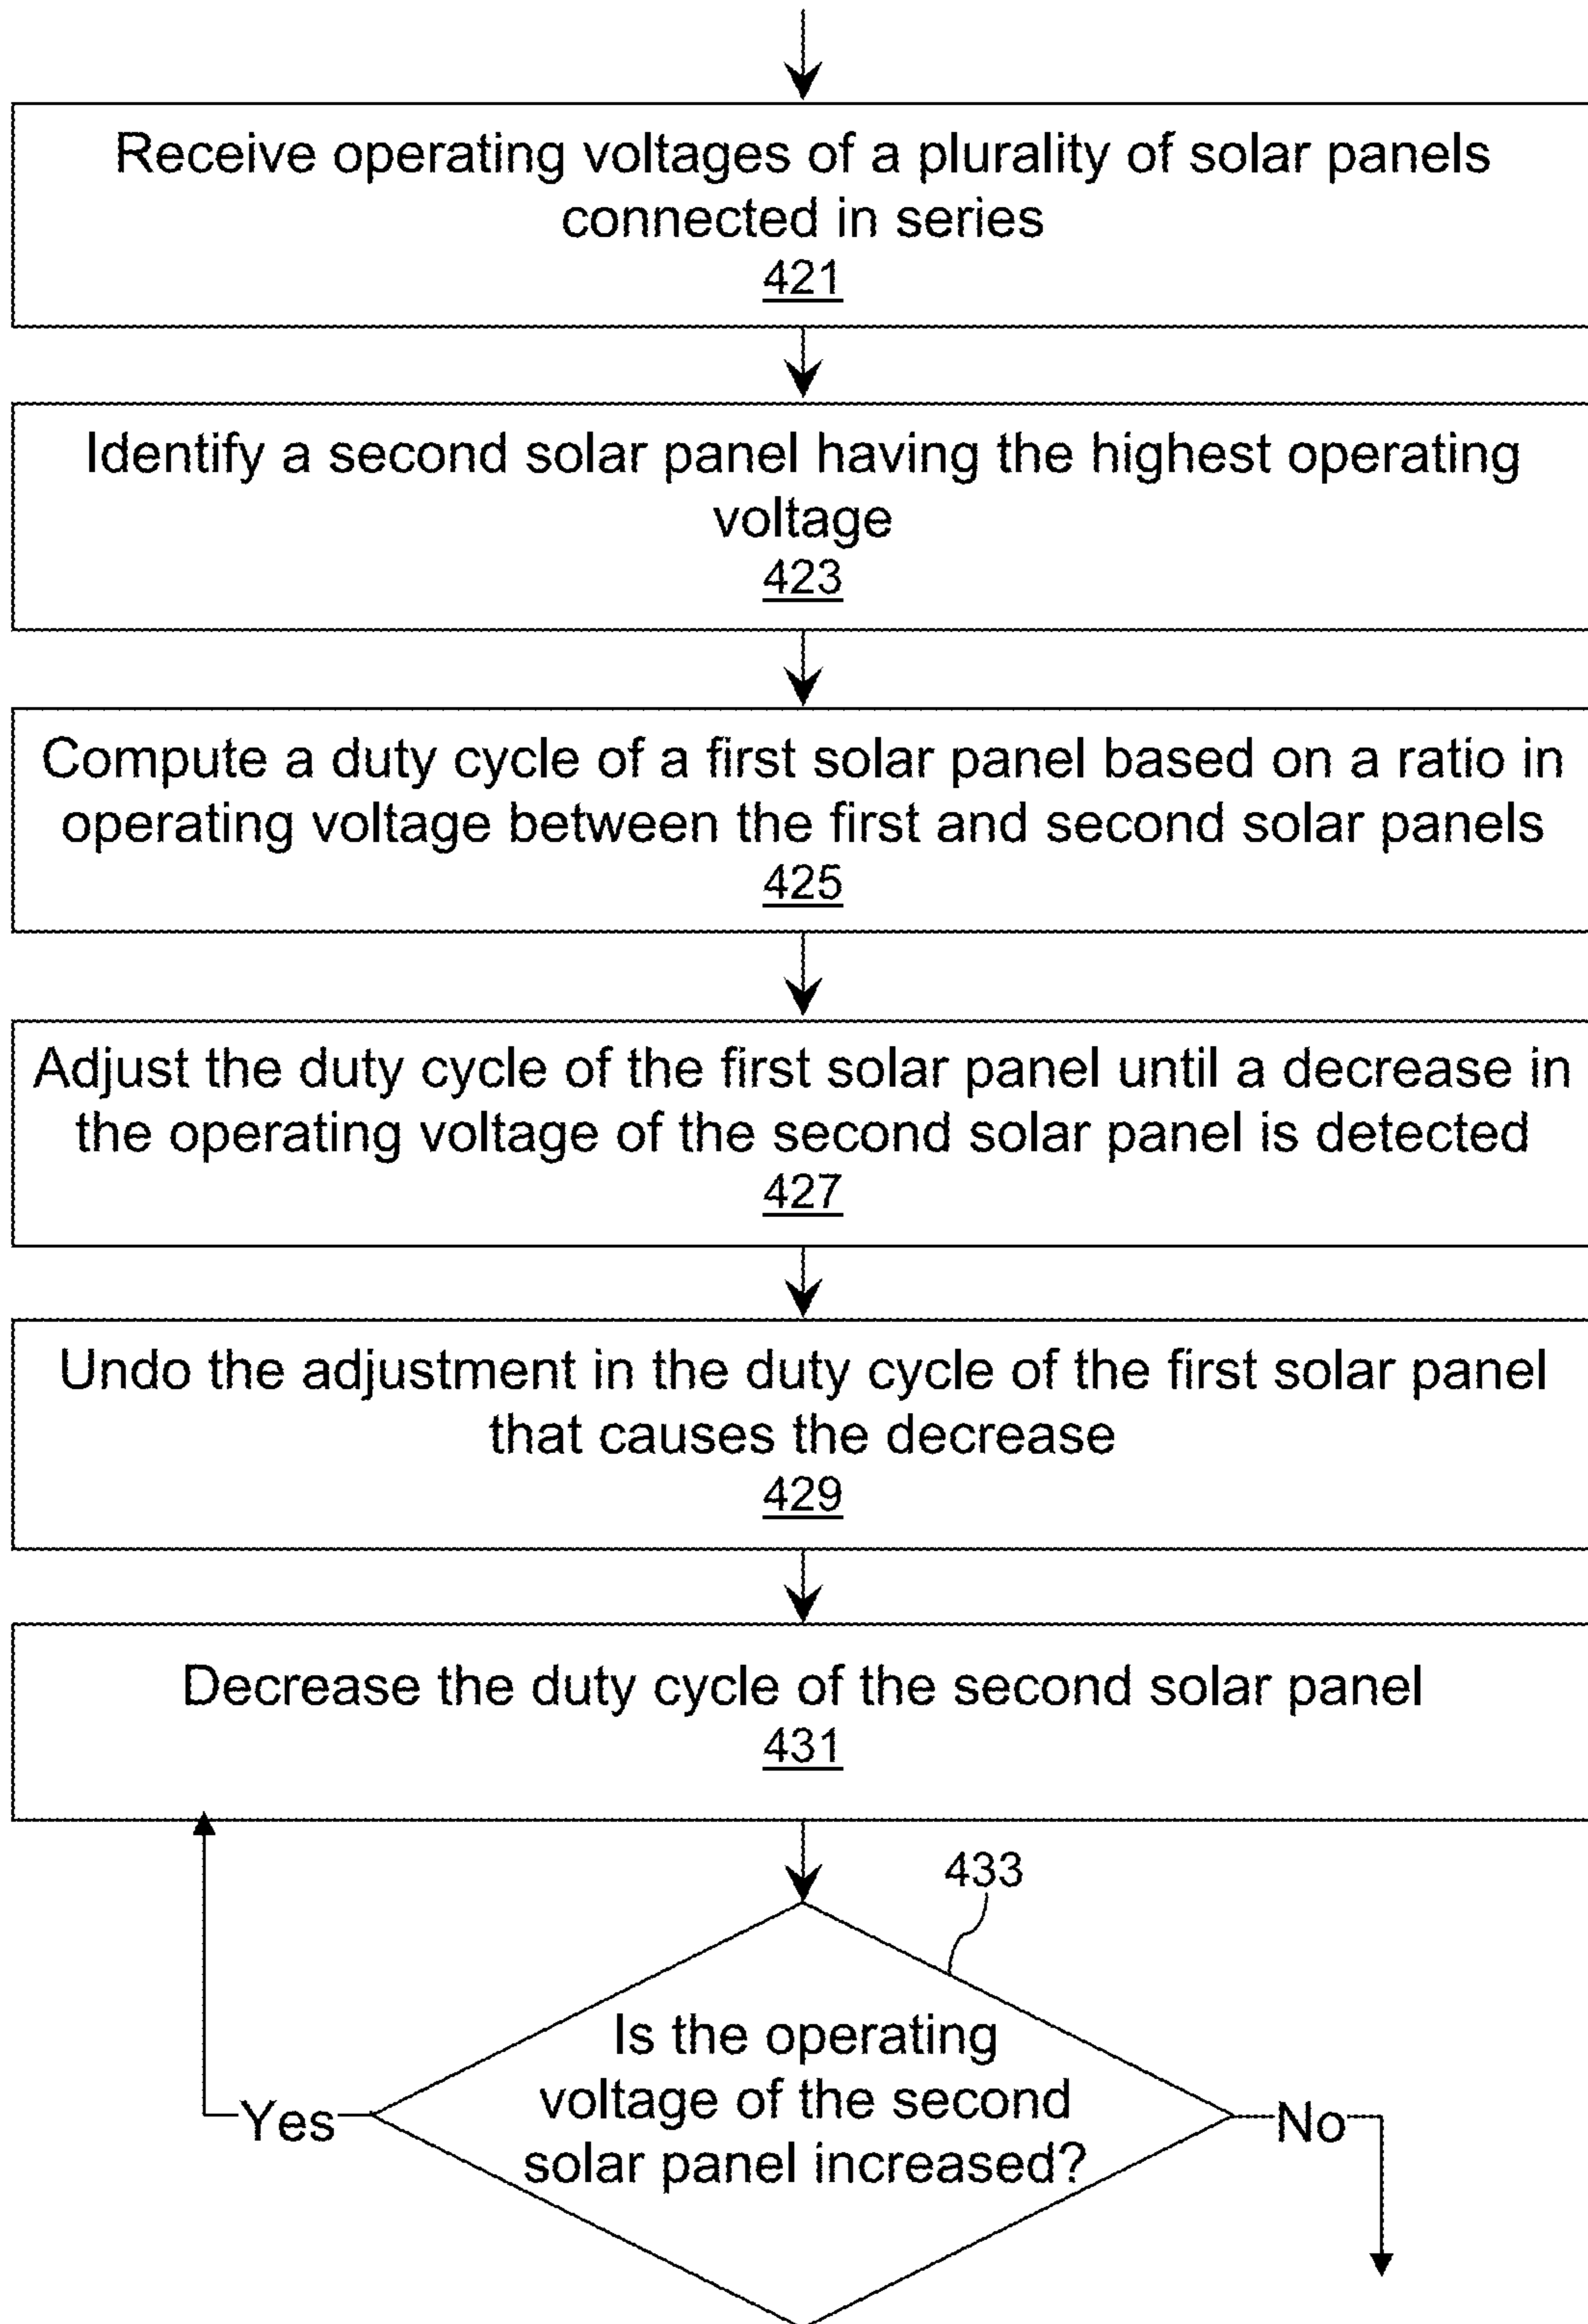 Receive operating voltages of a plurality of solar panels
connected in series
421
Identify a second solar panel having the highest operating
voltage
423
Compute a duty cycle of a first solar panel based on a ratio in
operating voltage between the first and second solar panels
425
Adjust the duty cycle of the first solar panel until a decrease in
the operating voltage of the second solar panel is detected
427
Undo the adjustment in the duty cycle of the first solar panel
that causes the decrease
429
Decrease the duty cycle of the second solar panel
431
433
Is the operating
voltage of the second
solar panel increased?
Yes
No